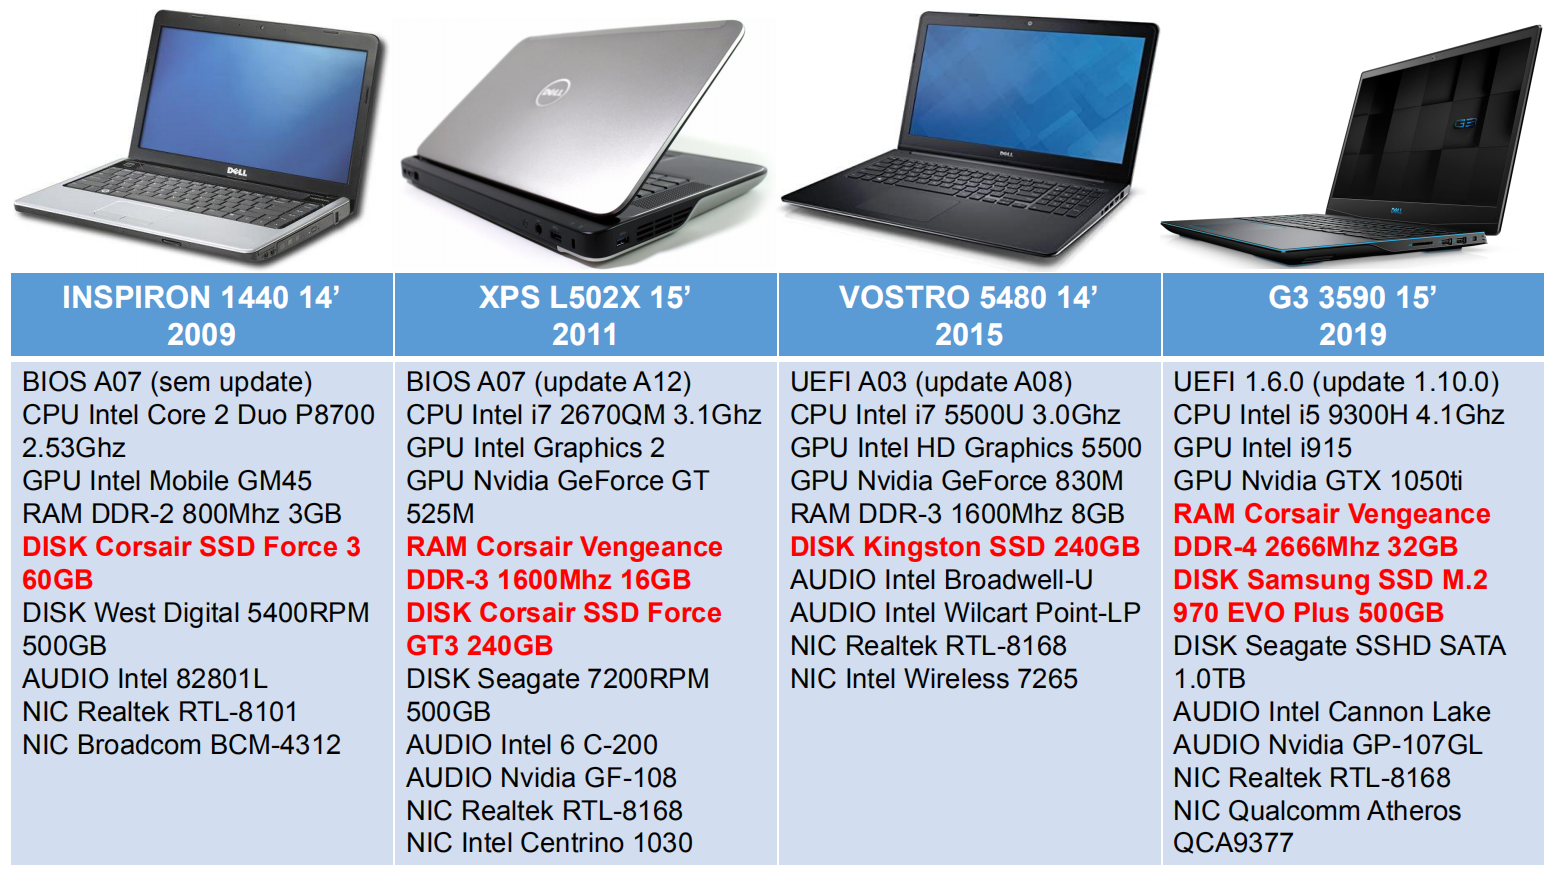 DELL
DELL
DELL
G3
DELL
INSPIRON 1440 14’
2009
BIOS A07 (sem update)
CPU Intel Core 2 Duo P8700
2.53Ghz
GPU Intel Mobile GM45
RAM DDR-2 800Mhz 3GB
DISK Corsair SSD Force 3
60GB
DISK West Digital 5400RPM
500GB
AUDIO Intel 82801L
NIC Realtek RTL-8101
NIC Broadcom BCM-4312
XPS L502X 15’
2011
BIOS A07 (update A12)
CPU Intel i7 2670QM 3.1Ghz
GPU Intel Graphics 2
GPU Nvidia GeForce GT
525M
RAM Corsair Vengeance
DDR-3 1600Mhz 16GB
DISK Corsair SSD Force
GT3 240GB
DISK Seagate 7200RPM
500GB
AUDIO Intel 6 C-200
AUDIO Nvidia GF-108
NIC Realtek RTL-8168
NIC Intel Centrino 1030
VOSTRO 5480 14’
2015
UEFI A03 (update A08)
CPU Intel i7 5500U 3.0Ghz
GPU Intel HD Graphics 5500
GPU Nvidia GeForce 830M
RAM DDR-3 1600Mhz 8GB
DISK Kingston SSD 240GB
AUDIO Intel Broadwell-U
AUDIO Intel Wilcart Point-LP
NIC Realtek RTL-8168
NIC Intel Wireless 7265
G3 3590 15’
2019
UEFI 1.6.0 (update 1.10.0)
CPU Intel i5 9300H 4.1Ghz
GPU Intel i915
GPU Nvidia GTX 1050ti
RAM Corsair Vengeance
DDR-4 2666Mhz 32GB
DISK Samsung SSD M.2
970 EVO Plus 500GB
DISK Seagate SSHD SATA
1.0TB
AUDIO Intel Cannon Lake
AUDIO Nvidia GP-107GL
NIC Realtek RTL-8168
NIC Qualcomm Atheros
QCA9377